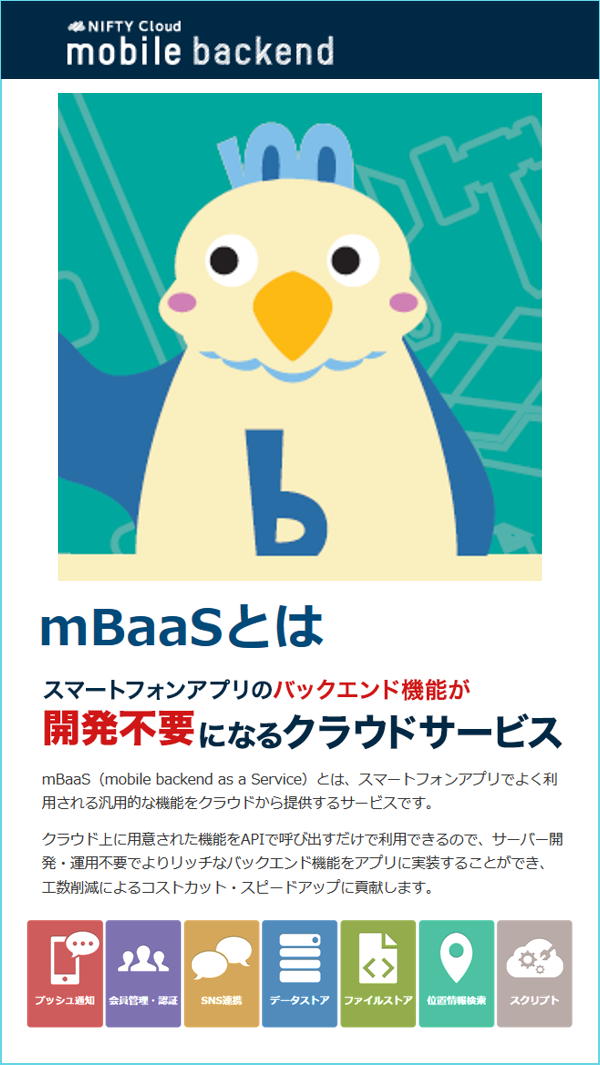 NIFTY Cloud
mobile backend
b
mBaaSとは
スマートフォンアプリのバックエンド機能が
開発不要になるクラウドサービス
mBaaS（mobile backend as a Service）とは、スマートフォンアプリでよく利
用される汎用的な機能をクラウドから提供するサービスです。
クラウド上に用意された機能をAPIで呼び出すだけで利用できるので、サーバー開
発・運用不要でよりリッチなバックエンド機能をアプリに実装することができ、
工数削減によるコストカット・スピードアップに貢献します。
プッシュ通知
会員管理・認証
SNS連携
データストア
ファイルストア
位置情報検索
スクリプト